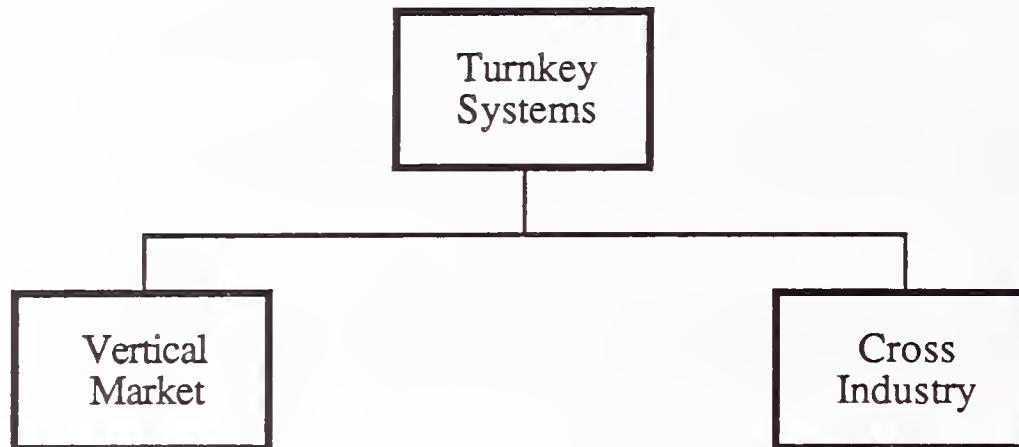 Turnkey
Systems
Vertical
Market
Cross
Industry